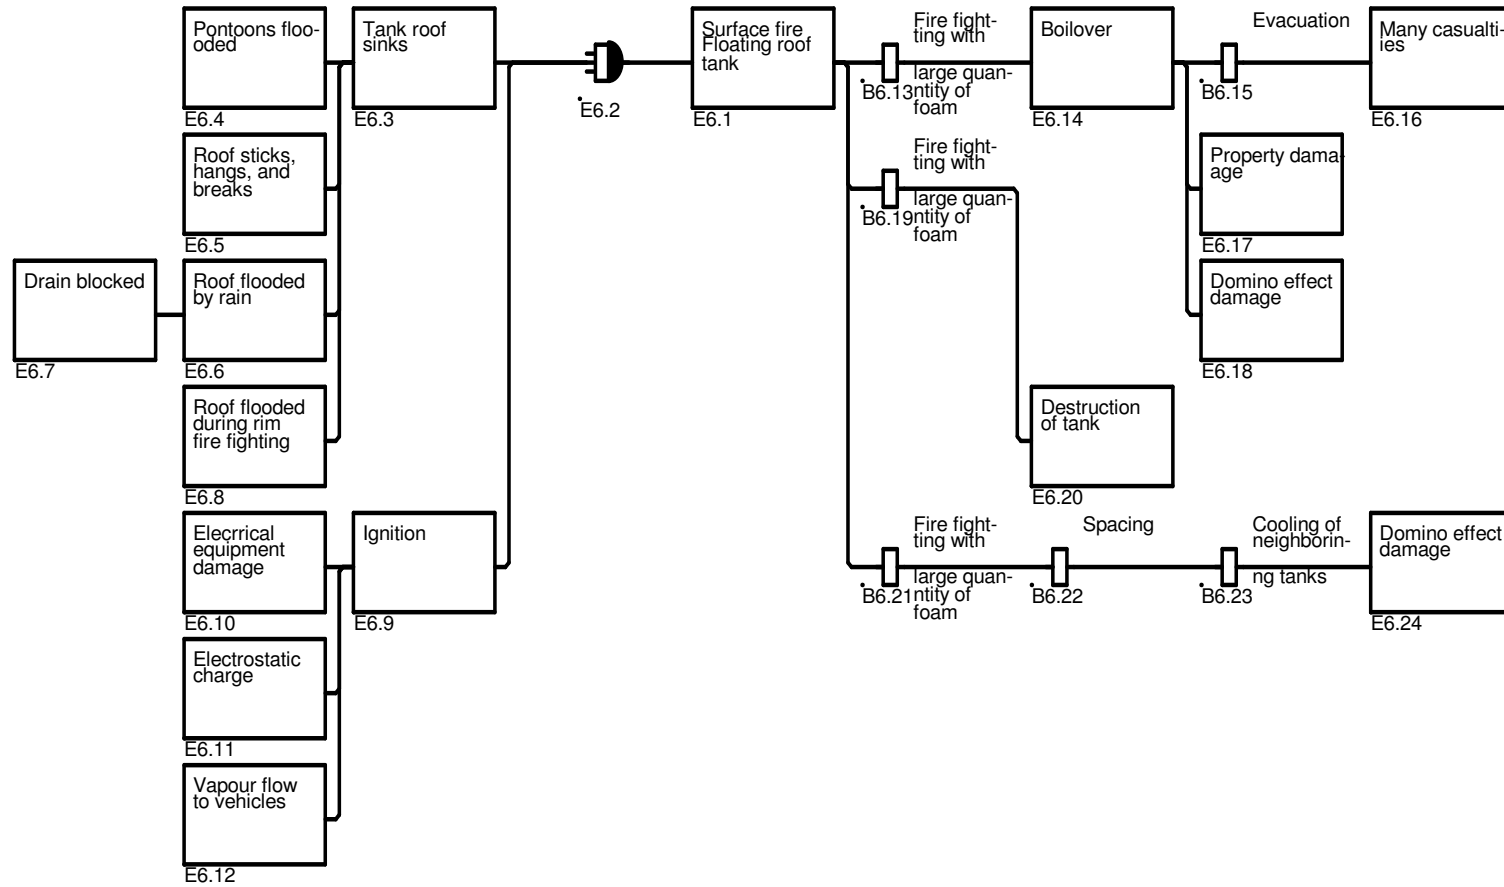 Pontoons floo-
oded
E6.4
Tank roof
sinks
E6.3
E6.2
Surface fire
Floating roof
tank
E6.1
Fire fight-
ting with
large quan-
ntity of
foam
B6.13
Boilover
E6.14
Evacuation
B6.15
Many casualti-
ies
E6.16
Roof sticks,
hangs, and
breaks
E6.5
Fire fight-
ting with
large quan-
ntity of
foam
B6.19
Property dama-
age
E6.17
Drain blocked
E6.7
Roof flooded
by rain
E6.6
Domino effect
damage
E6.18
Roof flooded
during rim
fire fighting
E6.8
Destruction
of tank
E6.20
Elecrrical
equipment
damage
E6.10
Ignition
E6.9
Fire fight-
ting with
large quan-
ntity of
foam
B6.21
Spacing
B6.22
Cooling of
neighborin-
ng tanks
B6.23
Domino effect
damage
E6.24
Electrostatic
charge
E6.11
Vapour flow
to vehicles
E6.12